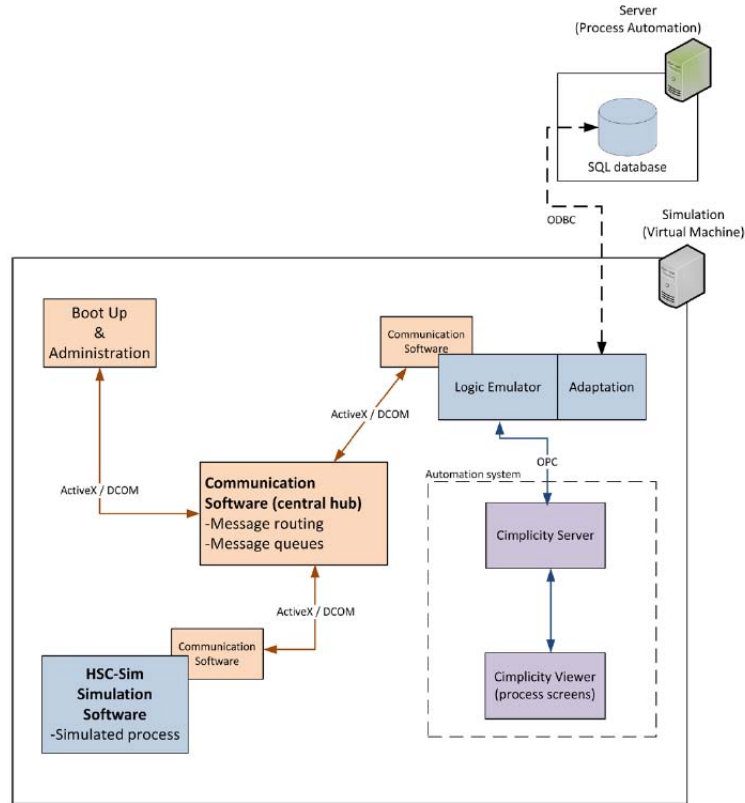 Server
(Process Automation)
SQL database
ODBC
Simulation
(Virtual Machine)
Boot Up
&
Administration
Communication
Software
Logic Emulator
Adaptation
ActiveX / DCOM
OPC
Automation system
ActiveX / DCOM
Communication
Software (central hub)
-Message routing
-Message queues
Cimplicity Server
ActiveX / DCOM
Communication
Software
HSC-Sim
Simulation
Software
-Simulated process
Cimplicity Viewer
(process screens)